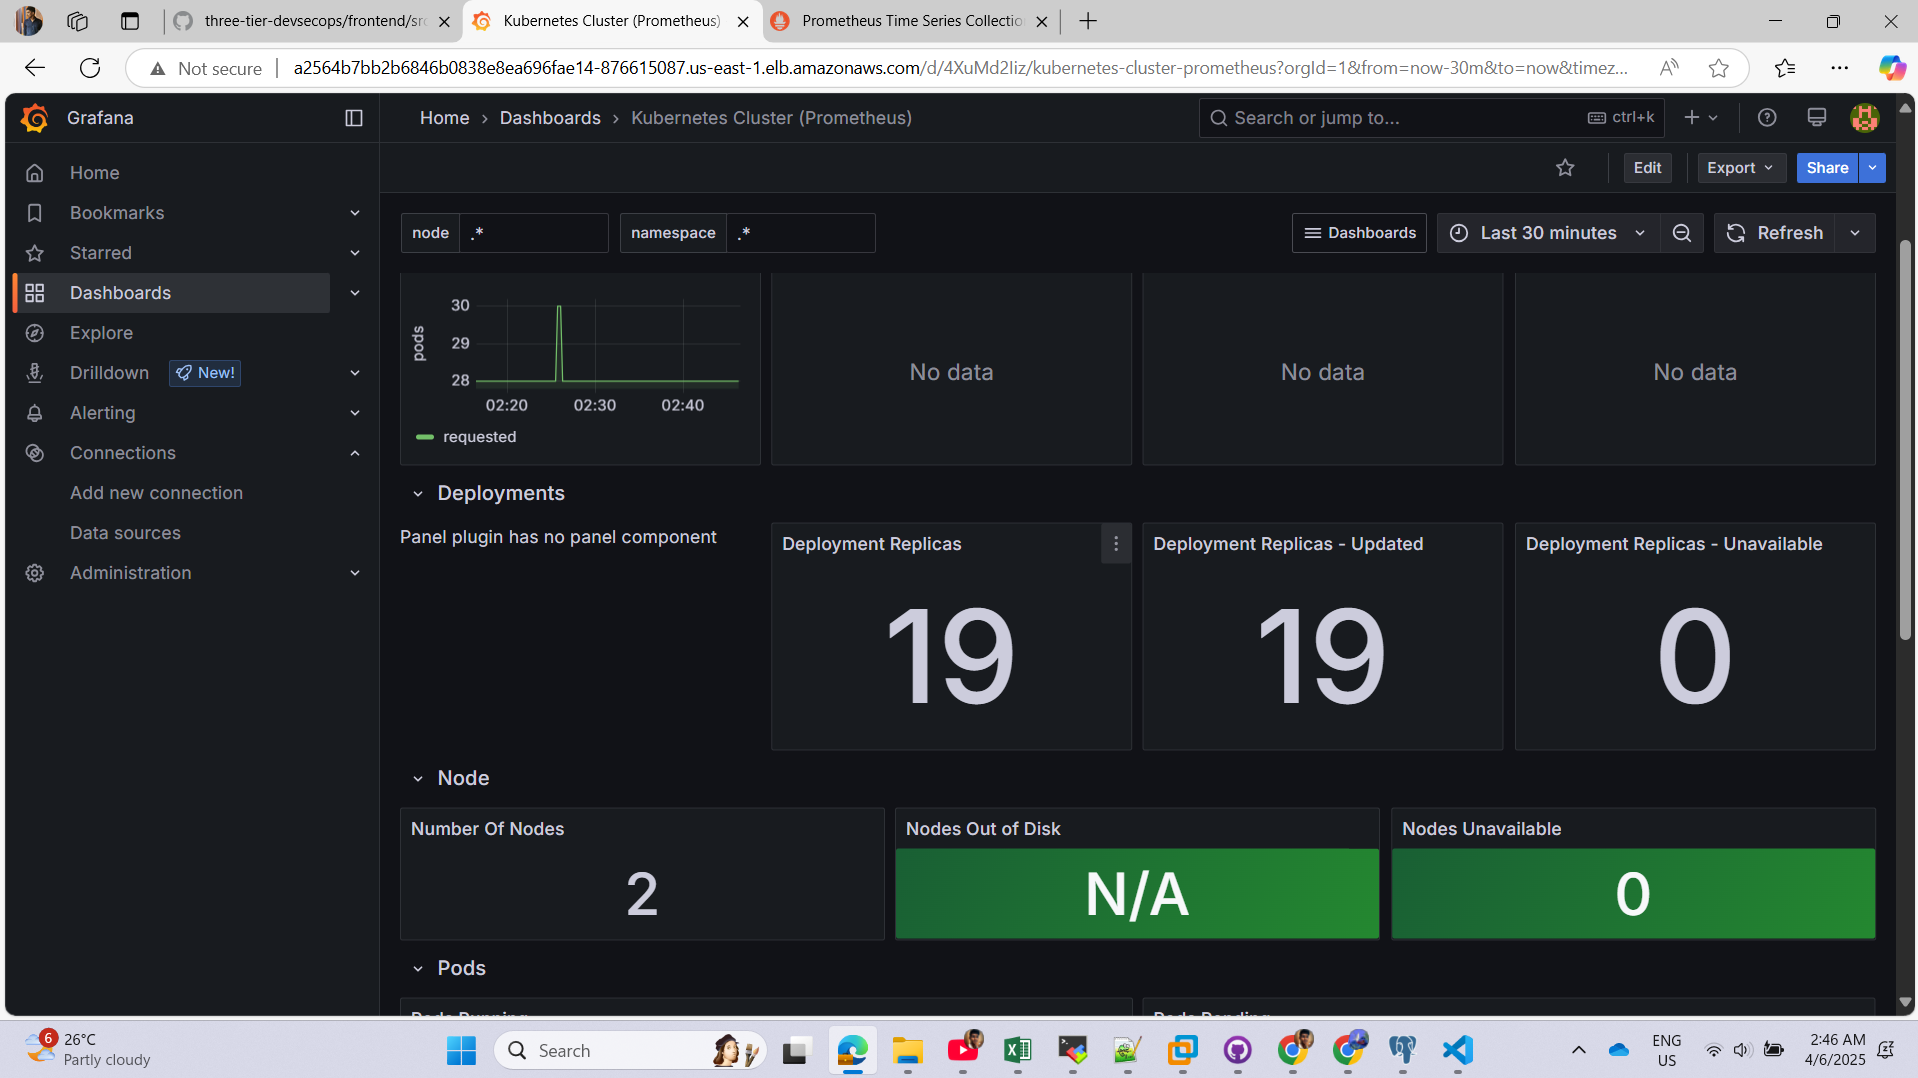 three-tier-devsecops/frontend/src
Kubernetes Cluster (Prometheus)
Prometheus Time Series Collectio
Not secure
a2564b7bb2b6846b0838e8ea696fae14-876615087.us-east-1.elb.amazonaws.com/d/4XuMd2Iiz/kubernetes-cluster-prometheus?orgId=1&from=now-30m&to=now&timez...
Grafana
Home › Dashboards › Kubernetes Cluster (Prometheus)
Search or jump to...
ctrl+k
Edit
Export
Share
Home
Bookmarks
Starred
Dashboards
Explore
Drilldown
New!
Alerting
Connections
Add new connection
Data sources
Administration
node
.*
namespace
.*
Dashboards
Last 30 minutes
Refresh
pods
30
29
28
02:20
02:30
02:40
requested
No data
No data
No data
Deployments
Panel plugin has no panel component
Deployment Replicas
19
Deployment Replicas - Updated
19
Deployment Replicas - Unavailable
0
Node
Number Of Nodes
2
Nodes Out of Disk
N/A
Nodes Unavailable
0
Pods
6
26°C
Partly cloudy
Search
ENG
US
2:46 AM
4/6/2025